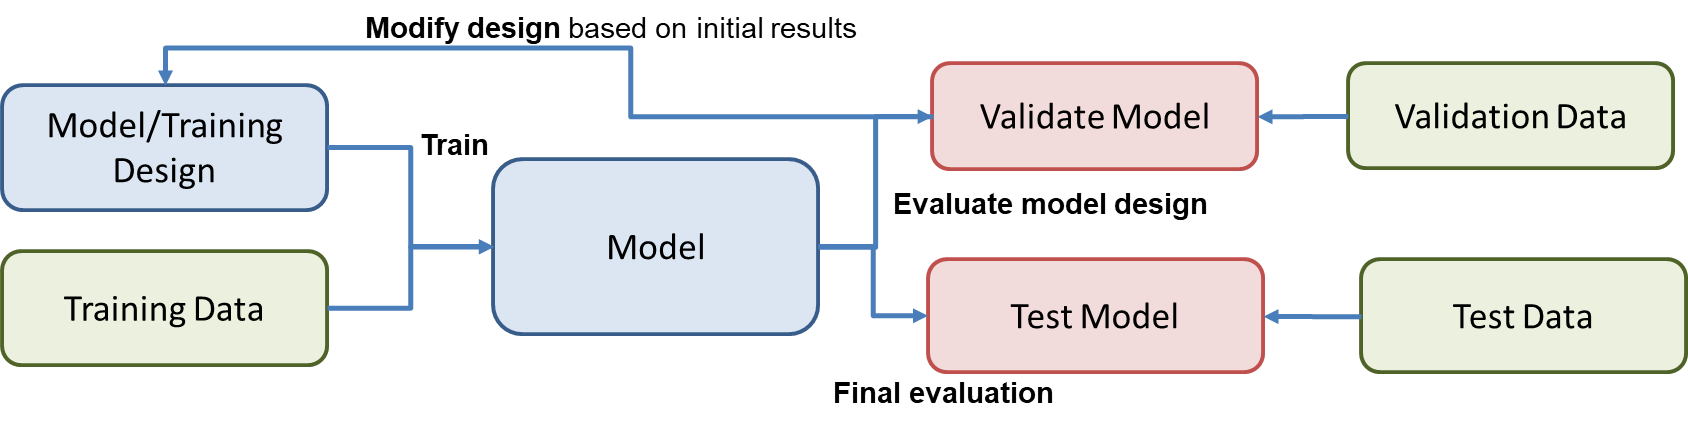 Modify design based on initial results
Model/Training
Design
Train
Validate Model
Validation Data
Evaluate model design
Model
Training Data
Test Model
Test Data
Final evaluation